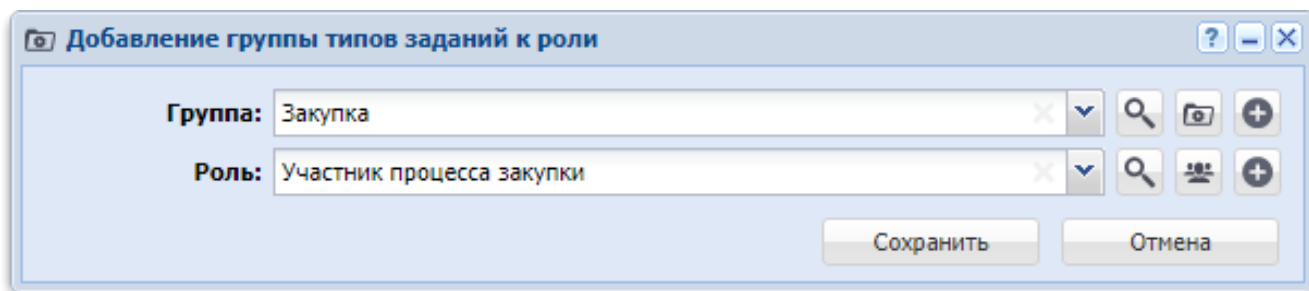 Добавление группы типов заданий к роли
Группа: Закупка
Роль: Участник процесса закупки
Сохранить Отмена